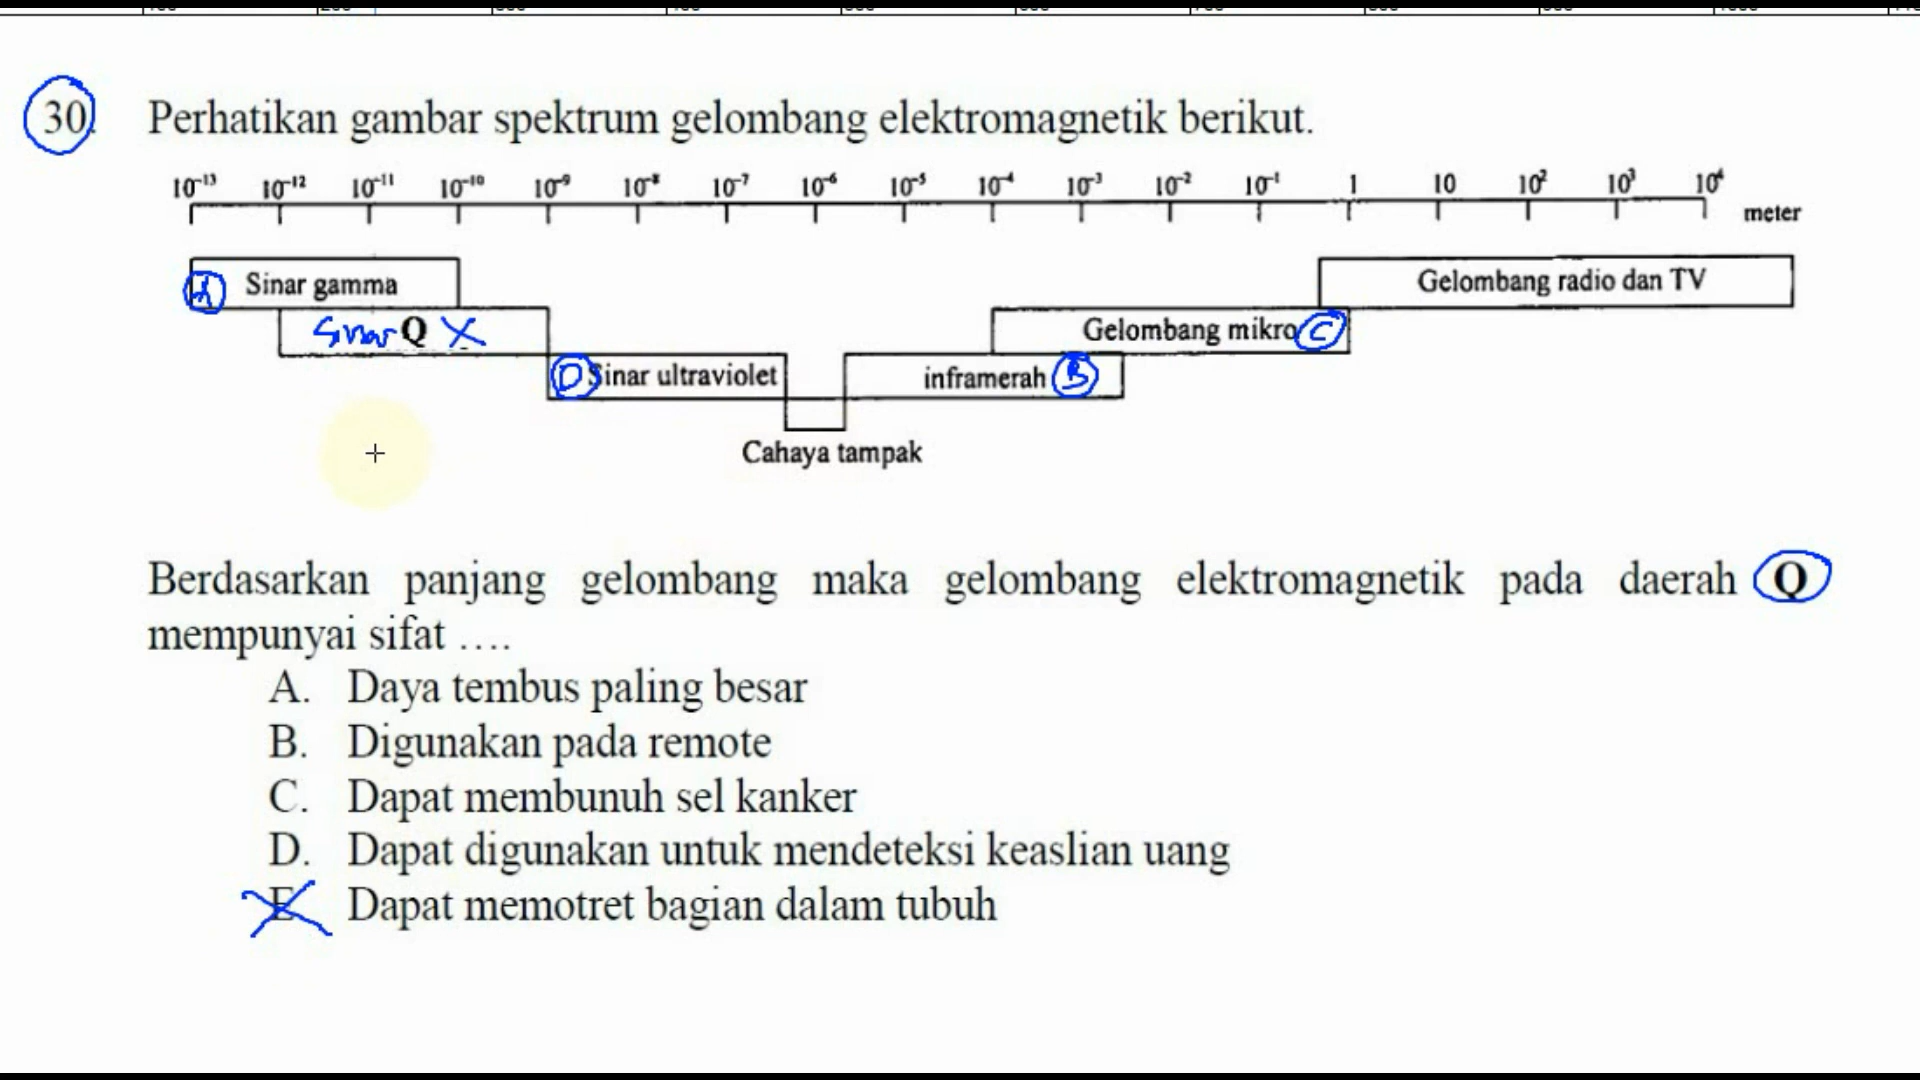 30. Perhatikan gambar spektrum gelombang elektromagnetik berikut.
10⁻¹³ 10⁻¹² 10⁻¹¹ 10⁻¹⁰ 10⁻⁹ 10⁻⁸ 10⁻⁷ 10⁻⁶ 10⁻⁵ 10⁻⁴ 10⁻³ 10⁻² 10⁻¹ 1 10 10² 10³ 10⁴
meter
A Sinar gamma
Gelombang radio dan TV
Sinar Q X
Gelombang mikro C
D Sinar ultraviolet
inframerah B
Cahaya tampak
Berdasarkan panjang gelombang maka gelombang elektromagnetik pada daerah Q
mempunyai sifat ....
A. Daya tembus paling besar
B. Digunakan pada remote
C. Dapat membunuh sel kanker
D. Dapat digunakan untuk mendeteksi keaslian uang
E. Dapat memotret bagian dalam tubuh